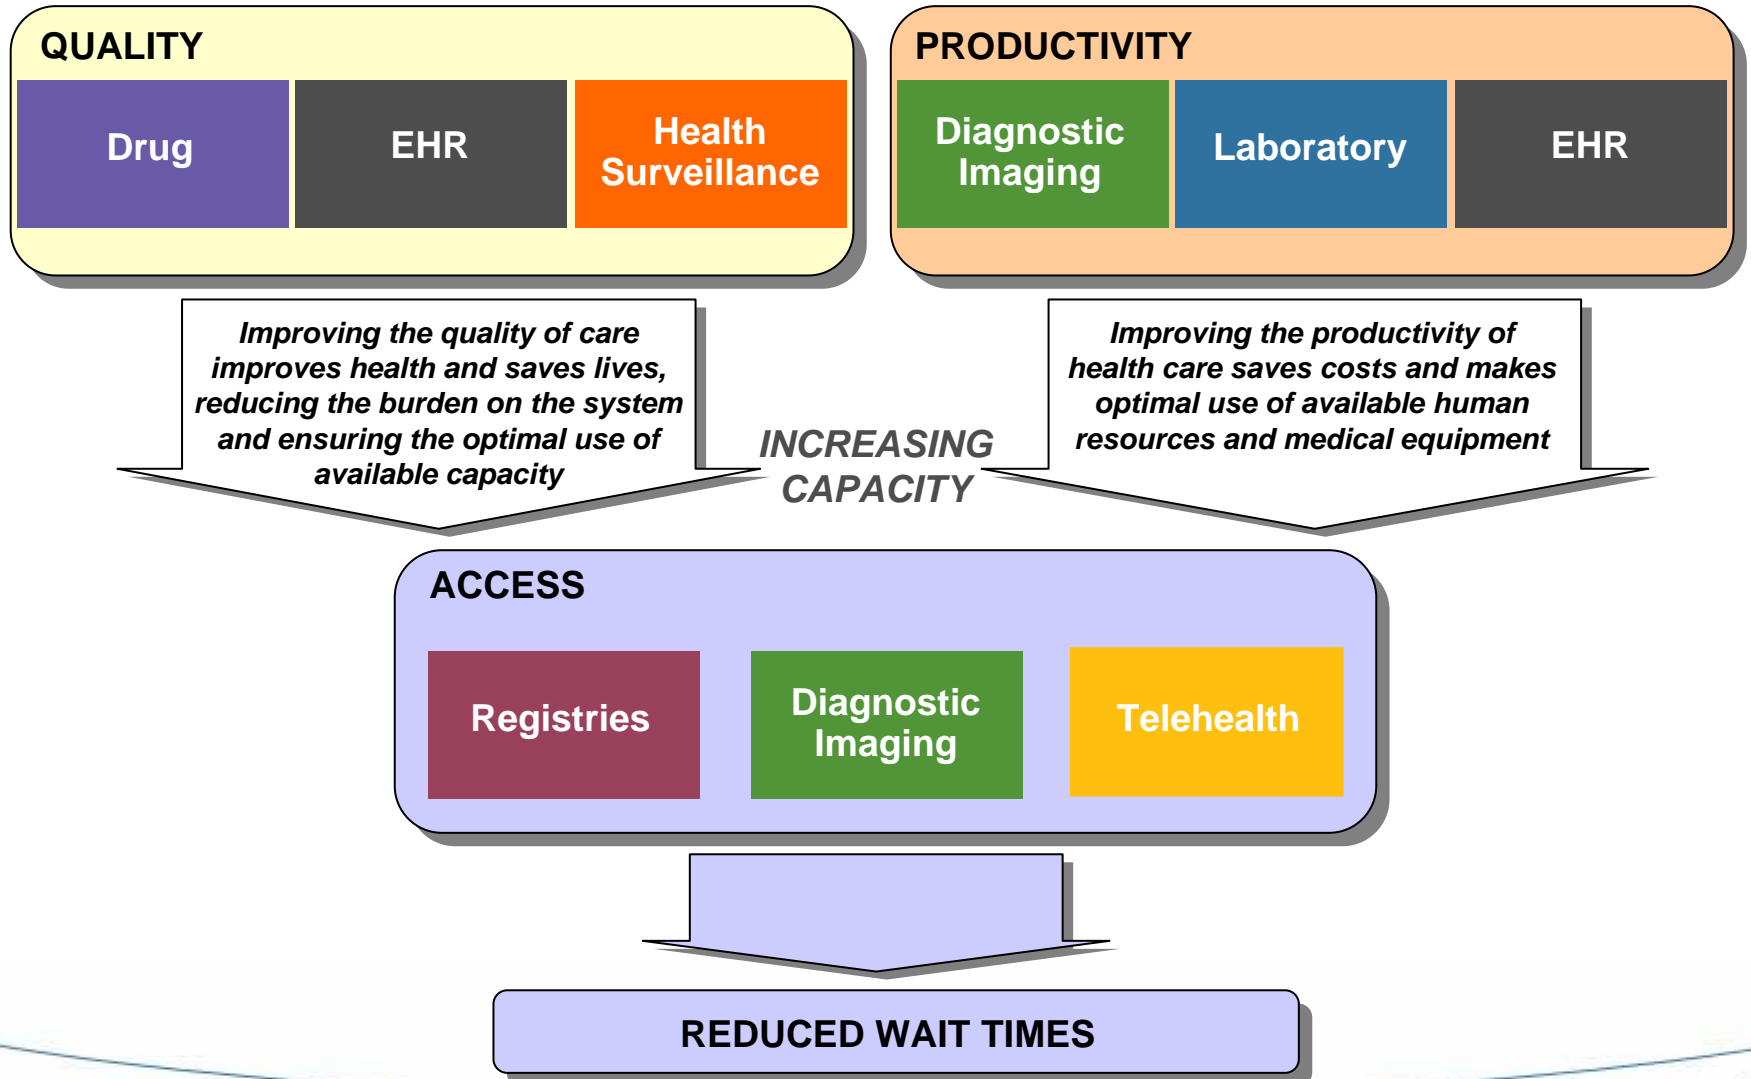 QUALITY
Drug
EHR
Health
Surveillance
PRODUCTIVITY
Diagnostic
Imaging
Laboratory
EHR
Improving the quality of care
improves health and saves lives,
reducing the burden on the system
and ensuring the optimal use of
available capacity
INCREASING
CAPACITY
Improving the productivity of
health care saves costs and makes
optimal use of available human
resources and medical equipment
ACCESS
Registries
Diagnostic
Imaging
Telehealth
REDUCED WAIT TIMES